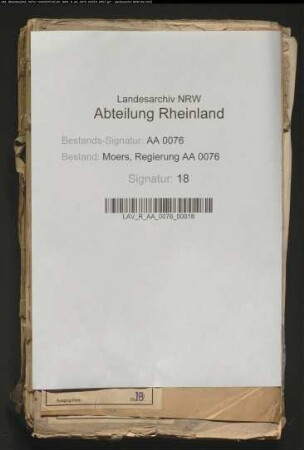 Landesarchiv NRW
Abteilung Rheinland
Bestands-Signatur: AA 0076
Bestand: Moers, Regierung AA 0076
Signatur: 18
LAV_R_AA_0076_00018
18